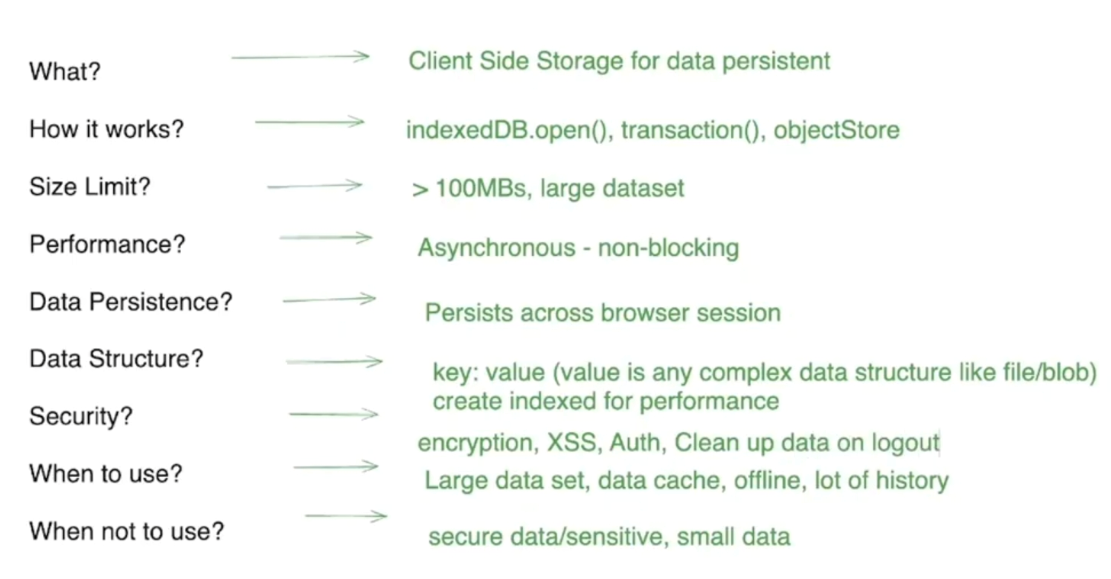 What?
Client Side Storage for data persistent
How it works?
indexedDB.open(), transaction(), objectStore
Size Limit?
> 100MBs, large dataset
Performance?
Asynchronous - non-blocking
Data Persistence?
Persists across browser session
Data Structure?
key: value (value is any complex data structure like file/blob)
create indexed for performance
Security?
encryption, XSS, Auth, Clean up data on logout
When to use?
Large data set, data cache, offline, lot of history
When not to use?
secure data/sensitive, small data